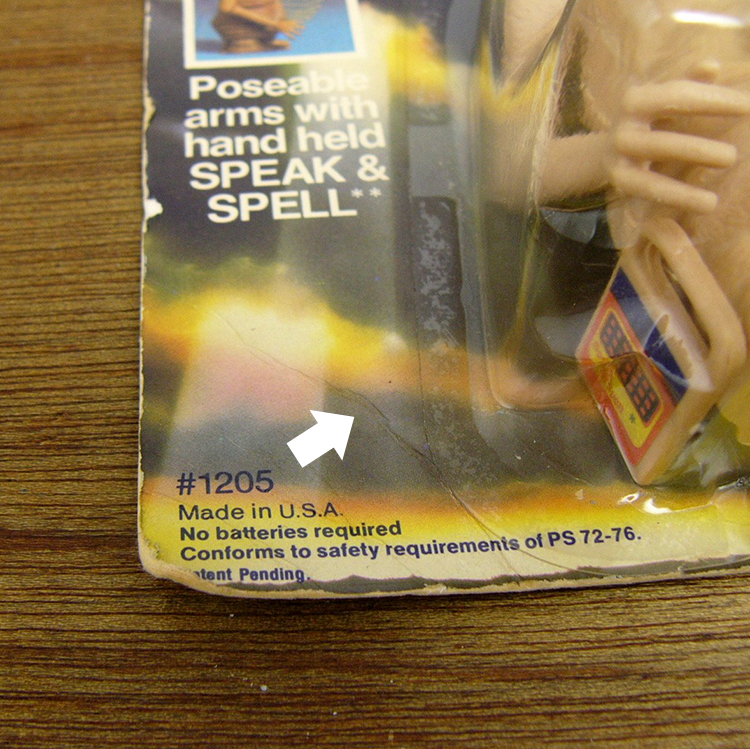 Poseable
arms with
hand held
SPEAK &
SPELL**
#1205
Made in U.S.A.
No batteries required
Conforms to safety requirements of PS 72-76.
Pending.